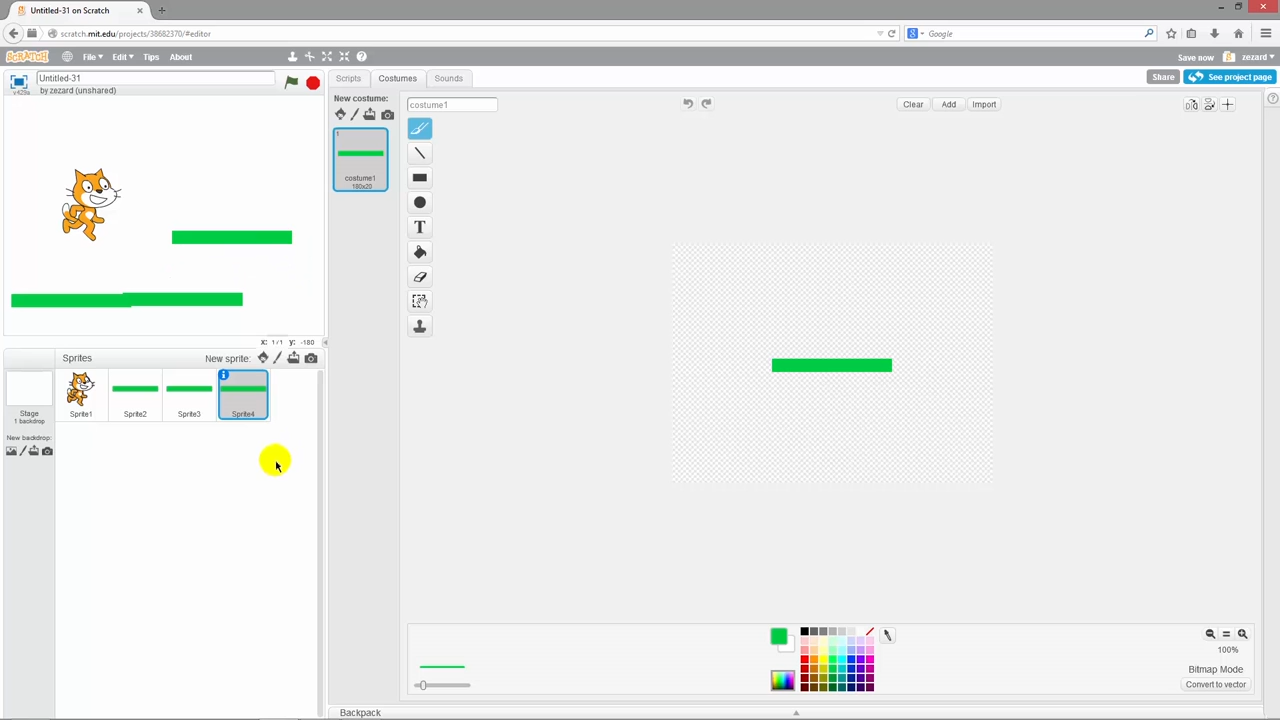 Untitled-31 on Scratch
scratch.mit.edu/projects/38682370/#editor
Google
SCRATCH
File
Edit
Tips
About
Save now
zezard
Untitled-31
by zezard (unshared)
v429a
Scripts
Costumes
Sounds
Share
See project page
New costume:
costume1
Clear
Add
Import
1
costume1
180x20
T
y: -180
Sprites
New sprite:
Stage
1 backdrop
Sprite1
Sprite2
Sprite3
Sprite4
New backdrop:
100%
Bitmap Mode
Convert to vector
Backpack